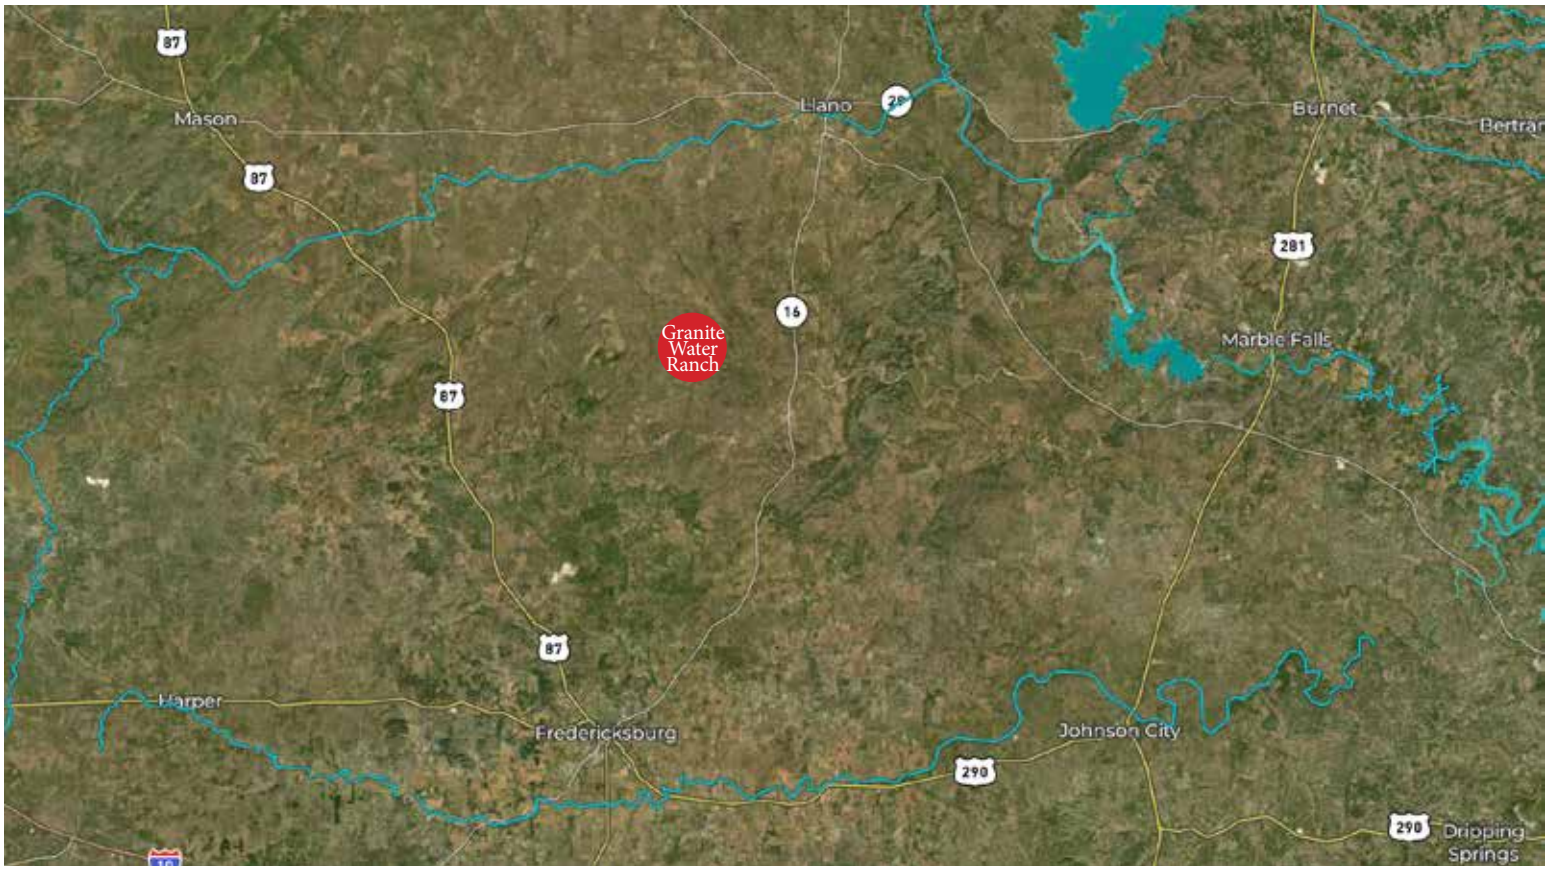 87
Mason
87
Llano
29
Burnet
Bertram
281
16
Granite
Water
Ranch
Marble Falls
87
87
Harper
Fredericksburg
Johnson City
290
290
Dripping
Springs
10